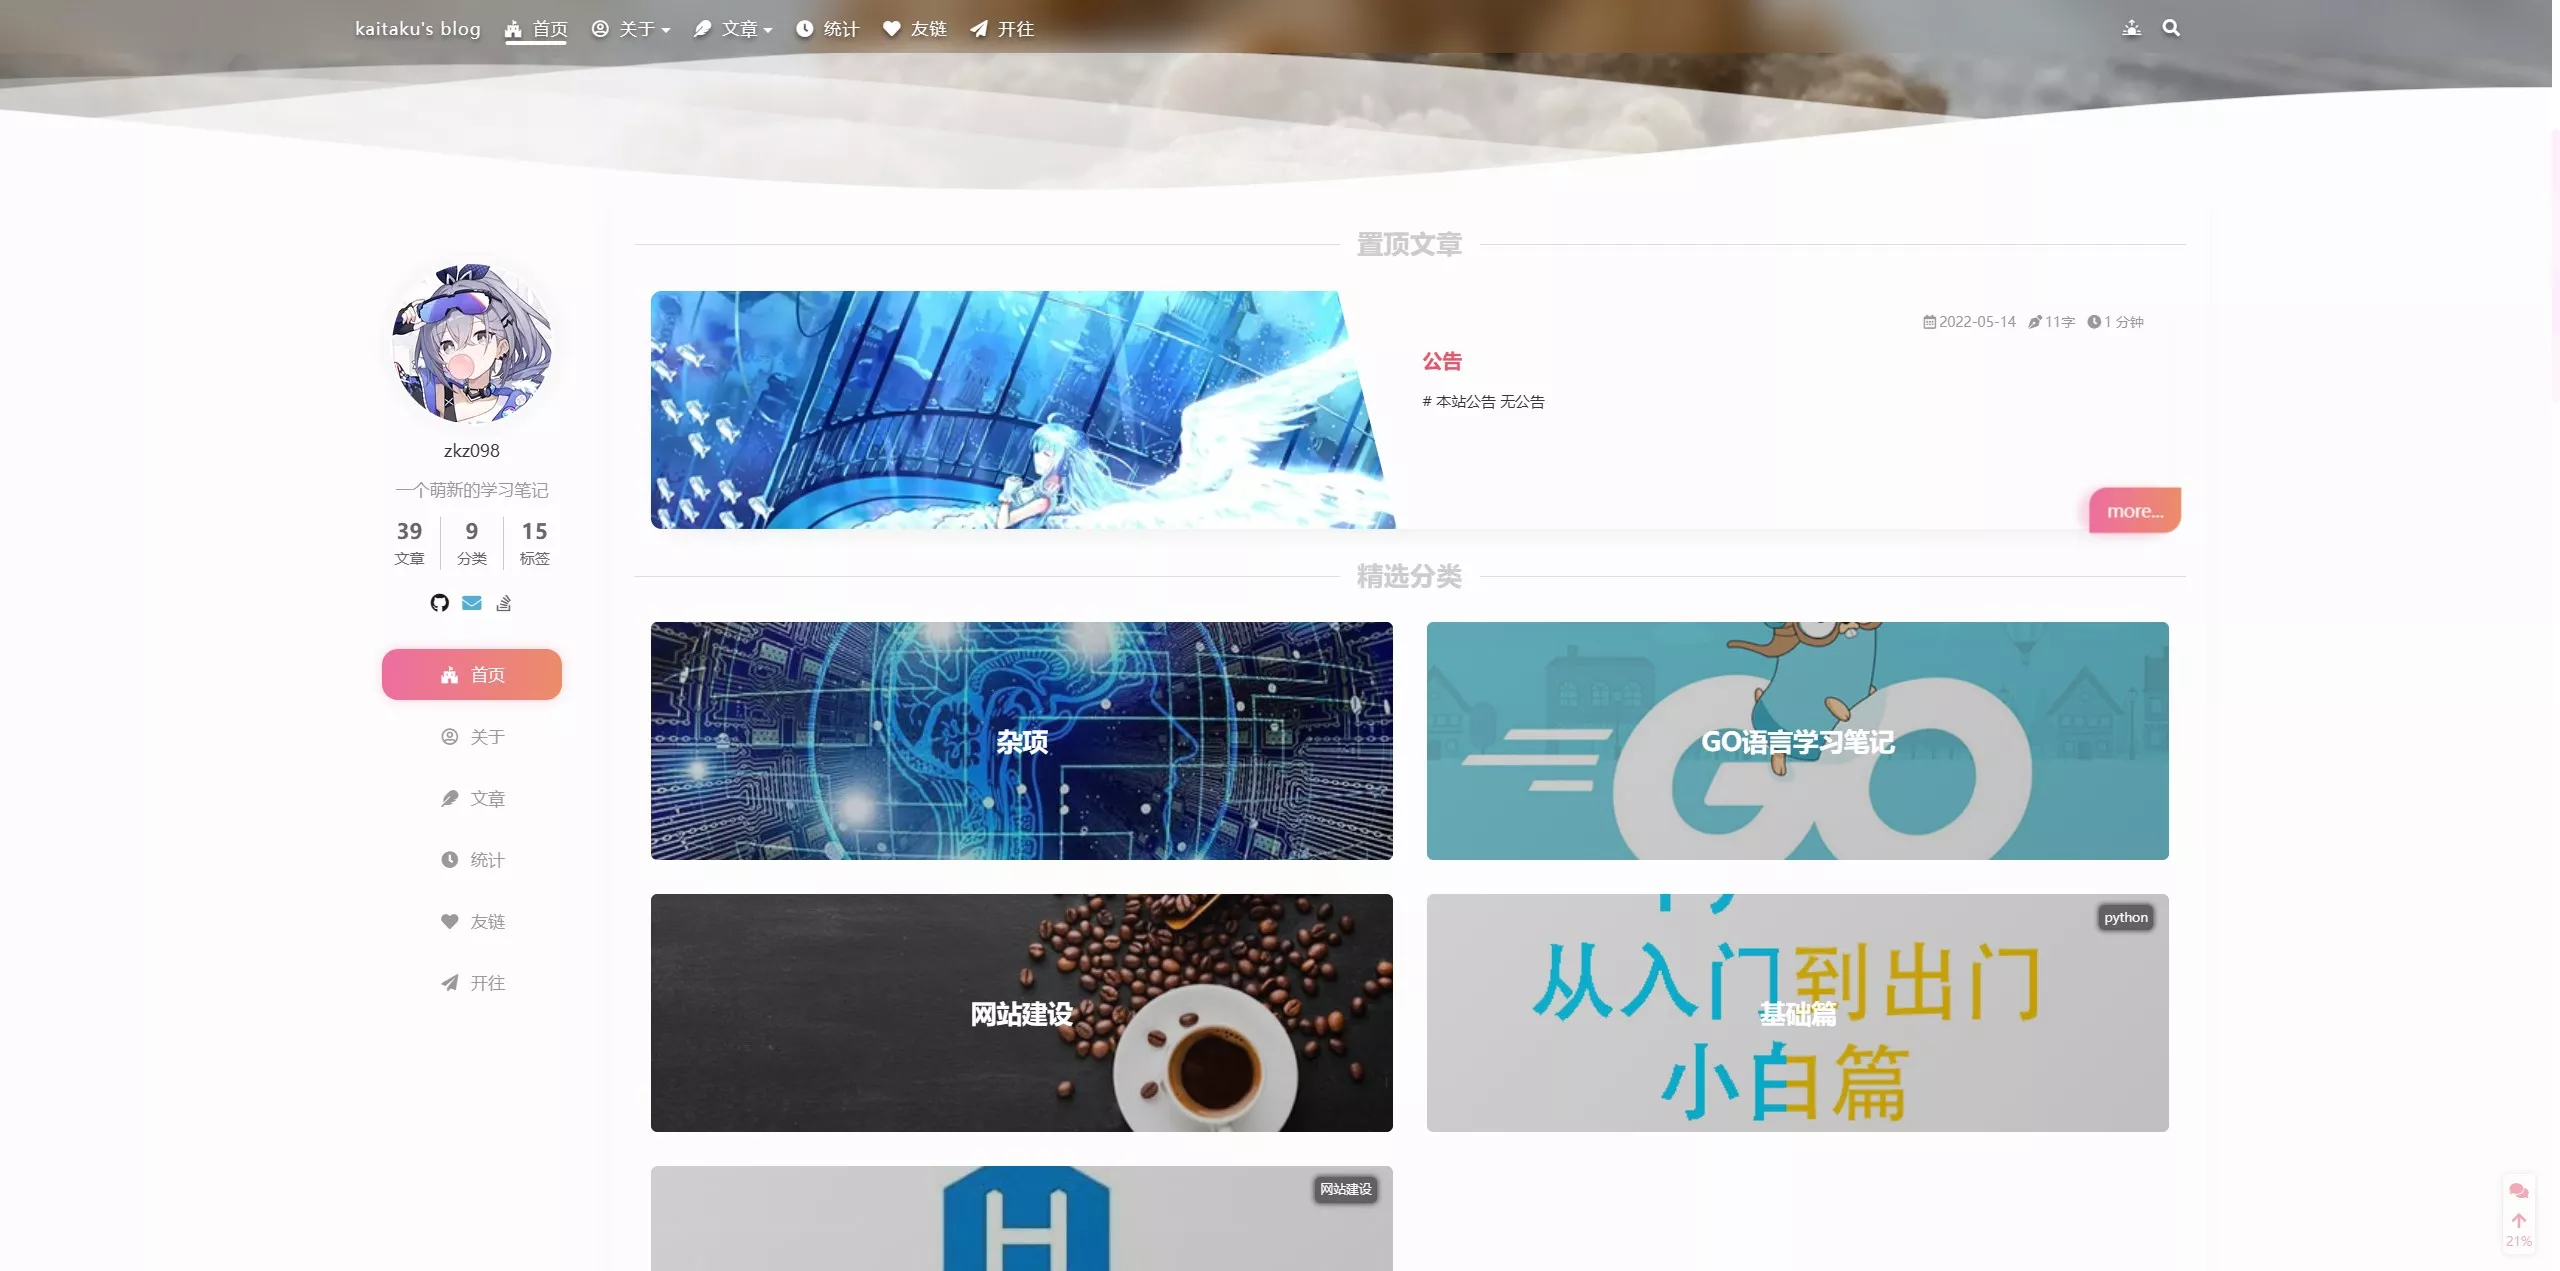 kaitaku's blog 首页 关于 文章 统计 友链 开往
置顶文章
2022-05-14 11字 1 分钟
公告
# 本站公告 无公告
more...
zkz098
一个萌新的学习笔记
39 9 15
文章 分类 标签
首页
关于
文章
统计
友链
开往
精选分类
杂项
GO语言学习笔记
GO
网站建设
python
从入门到出门
基础篇
小白篇
网站建设
H
21%